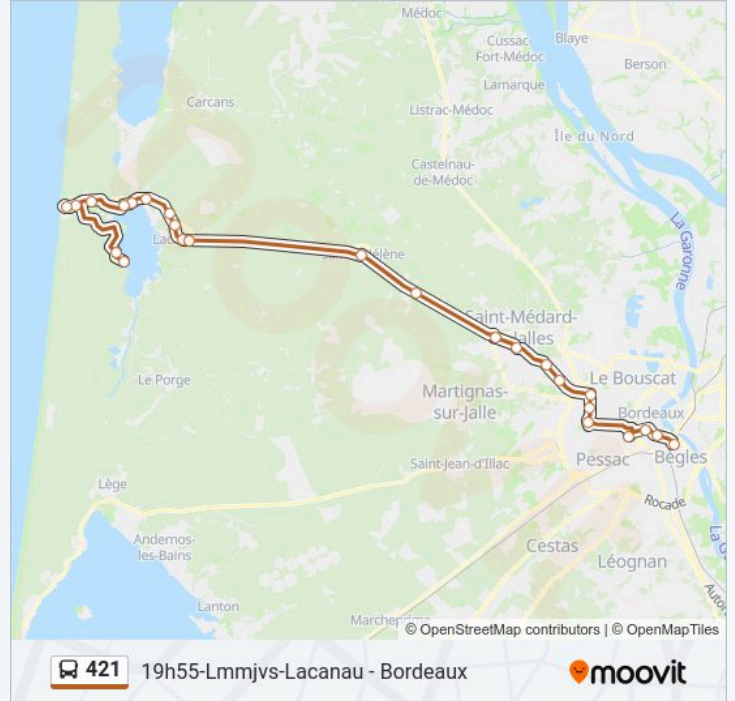 Médoc
Cussac-
Fort-Médoc
Blaye
Berson
Lamarque
Carcans
Listrac-Médoc
Île du Nord
Castelnau-
de-Médoc
La Garonne
Saint-Médard-
Le Porge
Martignas-
sur-Jalle
Le Bouscat
Bordeaux
Saint-Jean-d'Illac
Pessac
Bègles
Lège
Rocade
Andernos-
les-Bains
Cestas
Léognan
Lanton
© OpenStreetMap contributors | © OpenMapTiles
421 19h55-Lmmjvs-Lacanau - Bordeaux
moovit